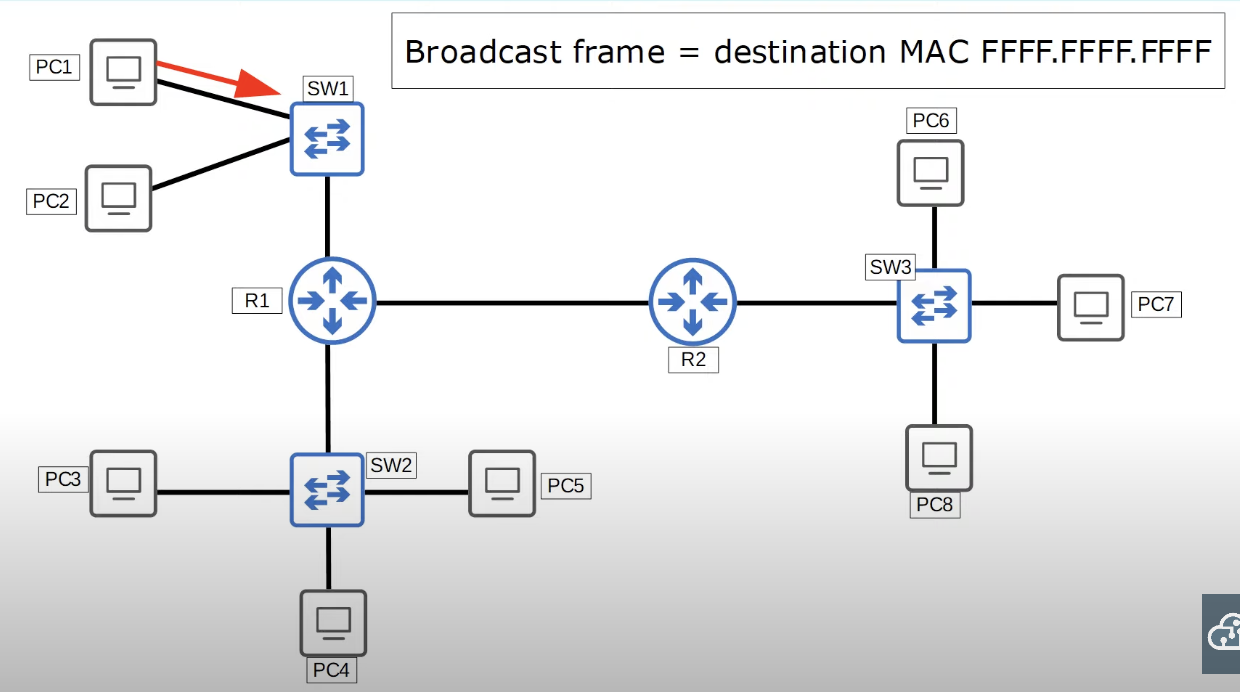 Broadcast frame = destination MAC FFFF.FFFF.FFFF
PC1
SW1
PC2
PC6
SW3
R1
PC7
R2
SW2
PC3
PC5
PC8
PC4